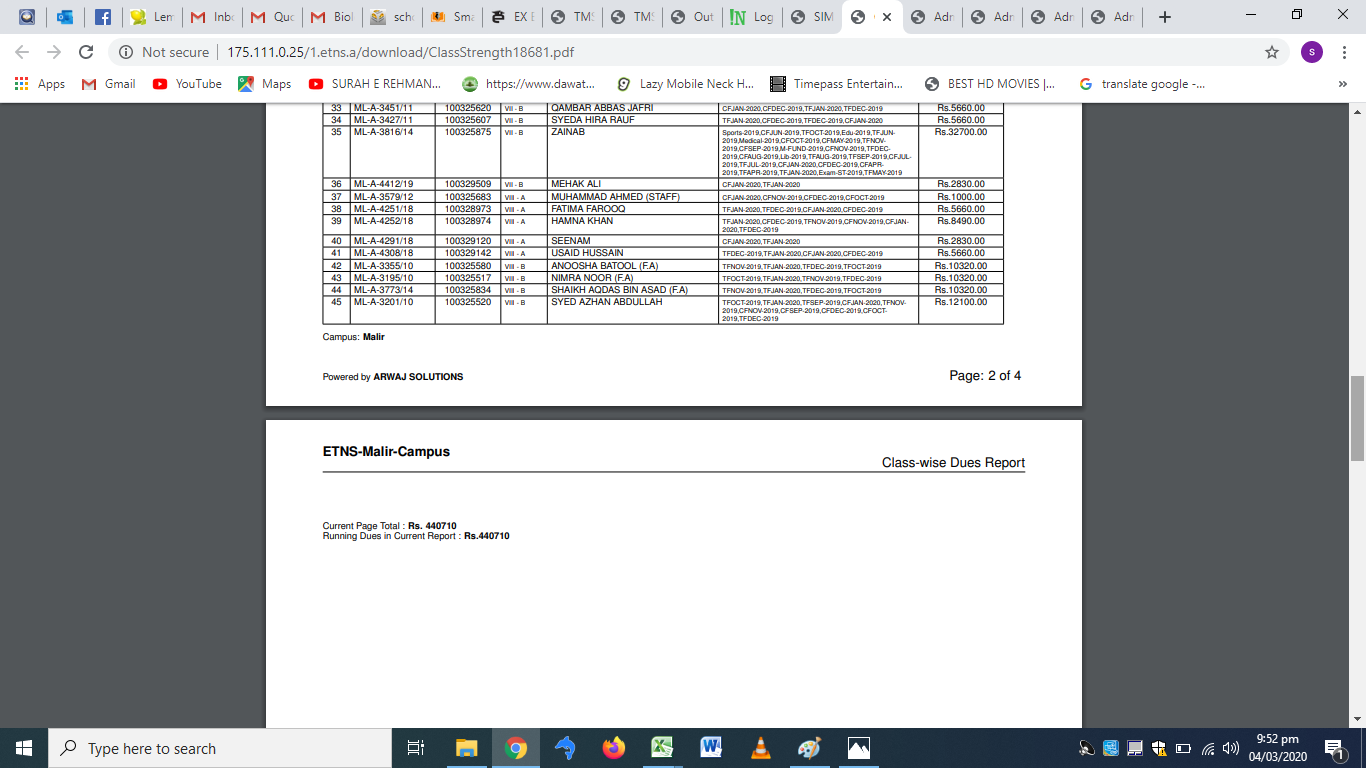 Lem
Inb
Quc
Biol
scho
Sma
EX E
TMS
TMS
Out
Log
SIM
Adn
Adn
Adn
Adn
Not secure | 175.111.0.25/1.etns.a/download/ClassStrength18681.pdf
s
Apps Gmail YouTube Maps SURAH E REHMAN... https://www.dawat... Lazy Mobile Neck H... Timepass Entertain... BEST HD MOVIES |... translate google -...
33 ML-A-3451/11 100325620 VII - B QAMBAR ABBAS JAFRI CFJAN-2020,CFDEC-2019,TFJAN-2020,TFDEC-2019 Rs.5660.00
34 ML-A-3427/11 100325607 VII - B SYEDA HIRA RAUF TFJAN-2020,CFDEC-2019,TFDEC-2019,CFJAN-2020 Rs.5660.00
35 ML-A-3816/14 100325875 VII - B ZAINAB Sports-2019,CFJUN-2019,TFOCT-2019,Edu-2019,TFJUN- Rs.32700.00
2019,Medical-2019,CFOCT-2019,CFMAY-2019,TFNOV-
2019,CFSEP-2019,M-FUND-2019,CFNOV-2019,TFDEC-
2019,CFAUG-2019,Lib-2019,TFAUG-2019,TFSEP-2019,CFJUL-
2019,TFJUL-2019,CFJAN-2020,CFDEC-2019,CFAPR-
2019,TFAPR-2019,TFJAN-2020,Exam-ST-2019,TFMAY-2019
36 ML-A-4412/19 100329509 VII - B MEHAK ALI CFJAN-2020,TFJAN-2020 Rs.2830.00
37 ML-A-3579/12 100325683 VIII - A MUHAMMAD AHMED (STAFF) CFJAN-2020,CFNOV-2019,CFDEC-2019,CFOCT-2019 Rs.1000.00
38 ML-A-4251/18 100328973 VIII - A FATIMA FAROOQ TFJAN-2020,TFDEC-2019,CFJAN-2020,CFDEC-2019 Rs.5660.00
39 ML-A-4252/18 100328974 VIII - A HAMNA KHAN TFJAN-2020,CFDEC-2019,TFNOV-2019,CFNOV-2019,CFJAN- Rs.8490.00
2020,TFDEC-2019
40 ML-A-4291/18 100329120 VIII - A SEENAM CFJAN-2020,TFJAN-2020 Rs.2830.00
41 ML-A-4308/18 100329142 VIII - A USAID HUSSAIN TFDEC-2019,TFJAN-2020,CFJAN-2020,CFDEC-2019 Rs.5660.00
42 ML-A-3355/10 100325580 VIII - B ANOOSHA BATOOL (F.A) TFNOV-2019,TFJAN-2020,TFDEC-2019,TFOCT-2019 Rs.10320.00
43 ML-A-3195/10 100325517 VIII - B NIMRA NOOR (F.A) TFOCT-2019,TFJAN-2020,TFNOV-2019,TFDEC-2019 Rs.10320.00
44 ML-A-3773/14 100325834 VIII - B SHAIKH AQDAS BIN ASAD (F.A) TFNOV-2019,TFJAN-2020,TFDEC-2019,TFOCT-2019 Rs.10320.00
45 ML-A-3201/10 100325520 VIII - B SYED AZHAN ABDULLAH TFOCT-2019,TFJAN-2020,TFSEP-2019,CFJAN-2020,TFNOV- Rs.12100.00
2019,CFNOV-2019,CFSEP-2019,CFDEC-2019,CFOCT-
2019,TFDEC-2019
Campus: Malir
Powered by ARWAJ SOLUTIONS
Page: 2 of 4
ETNS-Malir-Campus
Class-wise Dues Report
Current Page Total : Rs. 440710
Running Dues in Current Report : Rs.440710
Type here to search
9:52 pm
04/03/2020
1